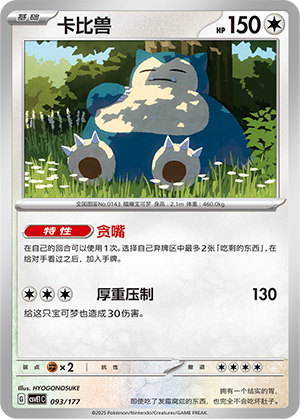 基础
卡比兽
HP 150
全国图鉴No.0143 瞌睡宝可梦 身高：2.1m 体重：460.0kg
特性 贪嘴
在自己的回合可以使用1次。选择自己弃牌区中最多2张「吃剩的东西」，在
给对手看过之后，加入手牌。
厚重压制 130
给这只宝可梦也造成30伤害。
弱点 ×2 抗性 撤退
Illus. HYOGONOSUKE
G 093/177
拥有一个结实的胃，
即使吃了发霉腐烂的东西，也完全不会吃坏肚子。
©2025 Pokémon/Nintendo/Creatures/GAME FREAK.